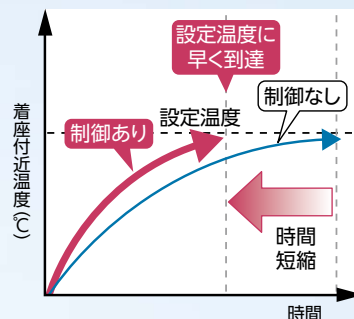 設定温度に
早く到達
制御なし
設定温度
制御あり
着座付近温度(℃)
時間
短縮
時間